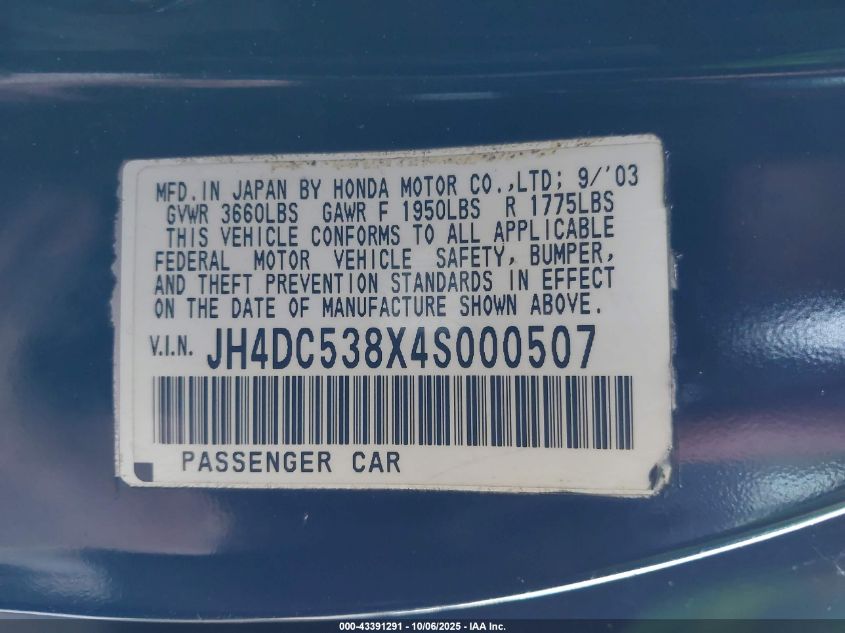 MFD.IN JAPAN BY HONDA MOTOR CO.,LTD; 9/'03
GVWR 3660LBS GAWR F 1950LBS R 1775LBS
THIS VEHICLE CONFORMS TO ALL APPLICABLE
FEDERAL MOTOR VEHICLE SAFETY, BUMPER,
AND THEFT PREVENTION STANDARDS IN EFFECT
ON THE DATE OF MANUFACTURE SHOWN ABOVE.
V.I.N. JH4DC538X4S000507
PASSENGER CAR
000-43391291 - 10/06/2025 - IAA Inc.